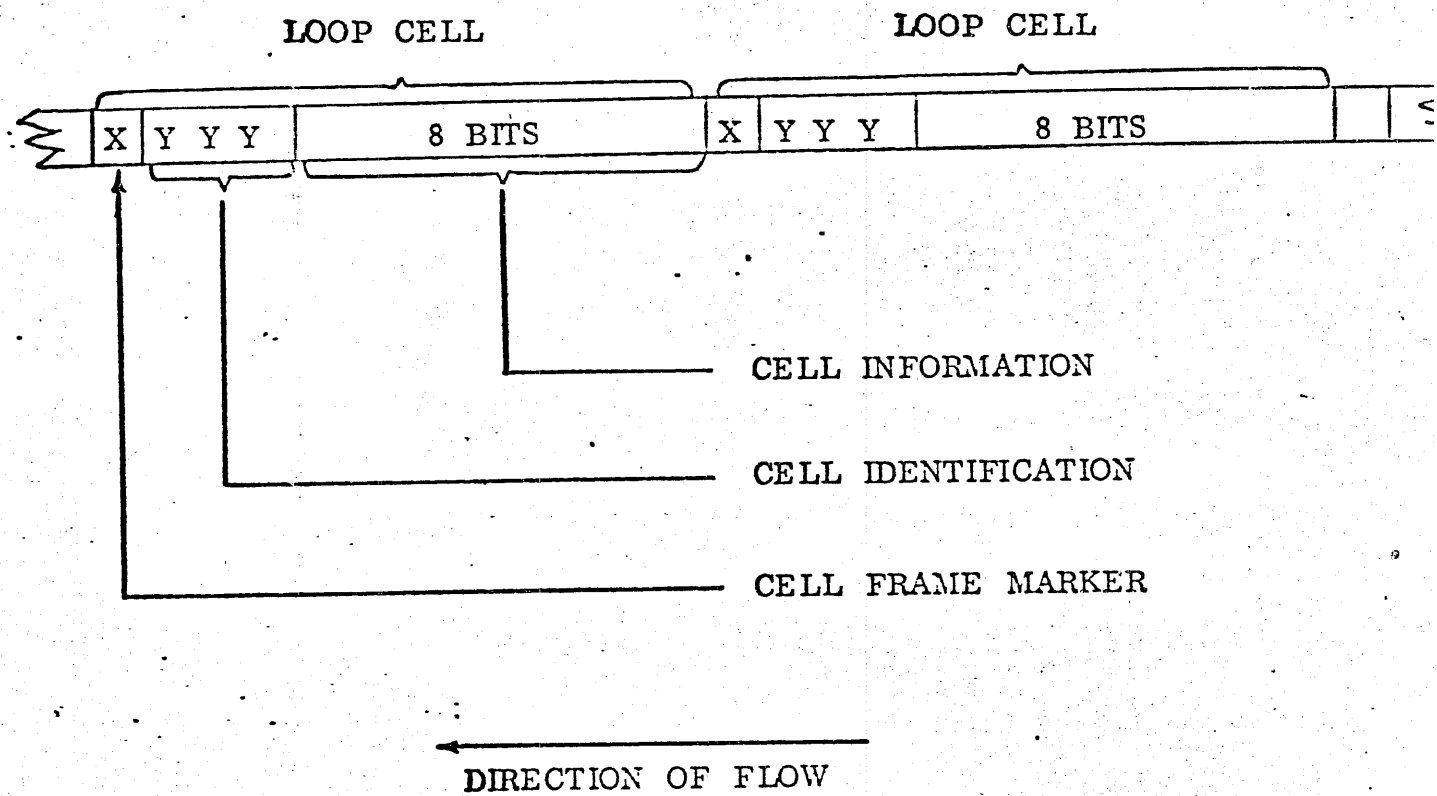 LOOP CELL LOOP CELL
X Y Y Y 8 BITS X Y Y Y 8 BITS
CELL INFORMATION
CELL IDENTIFICATION
CELL FRAME MARKER
DIRECTION OF FLOW